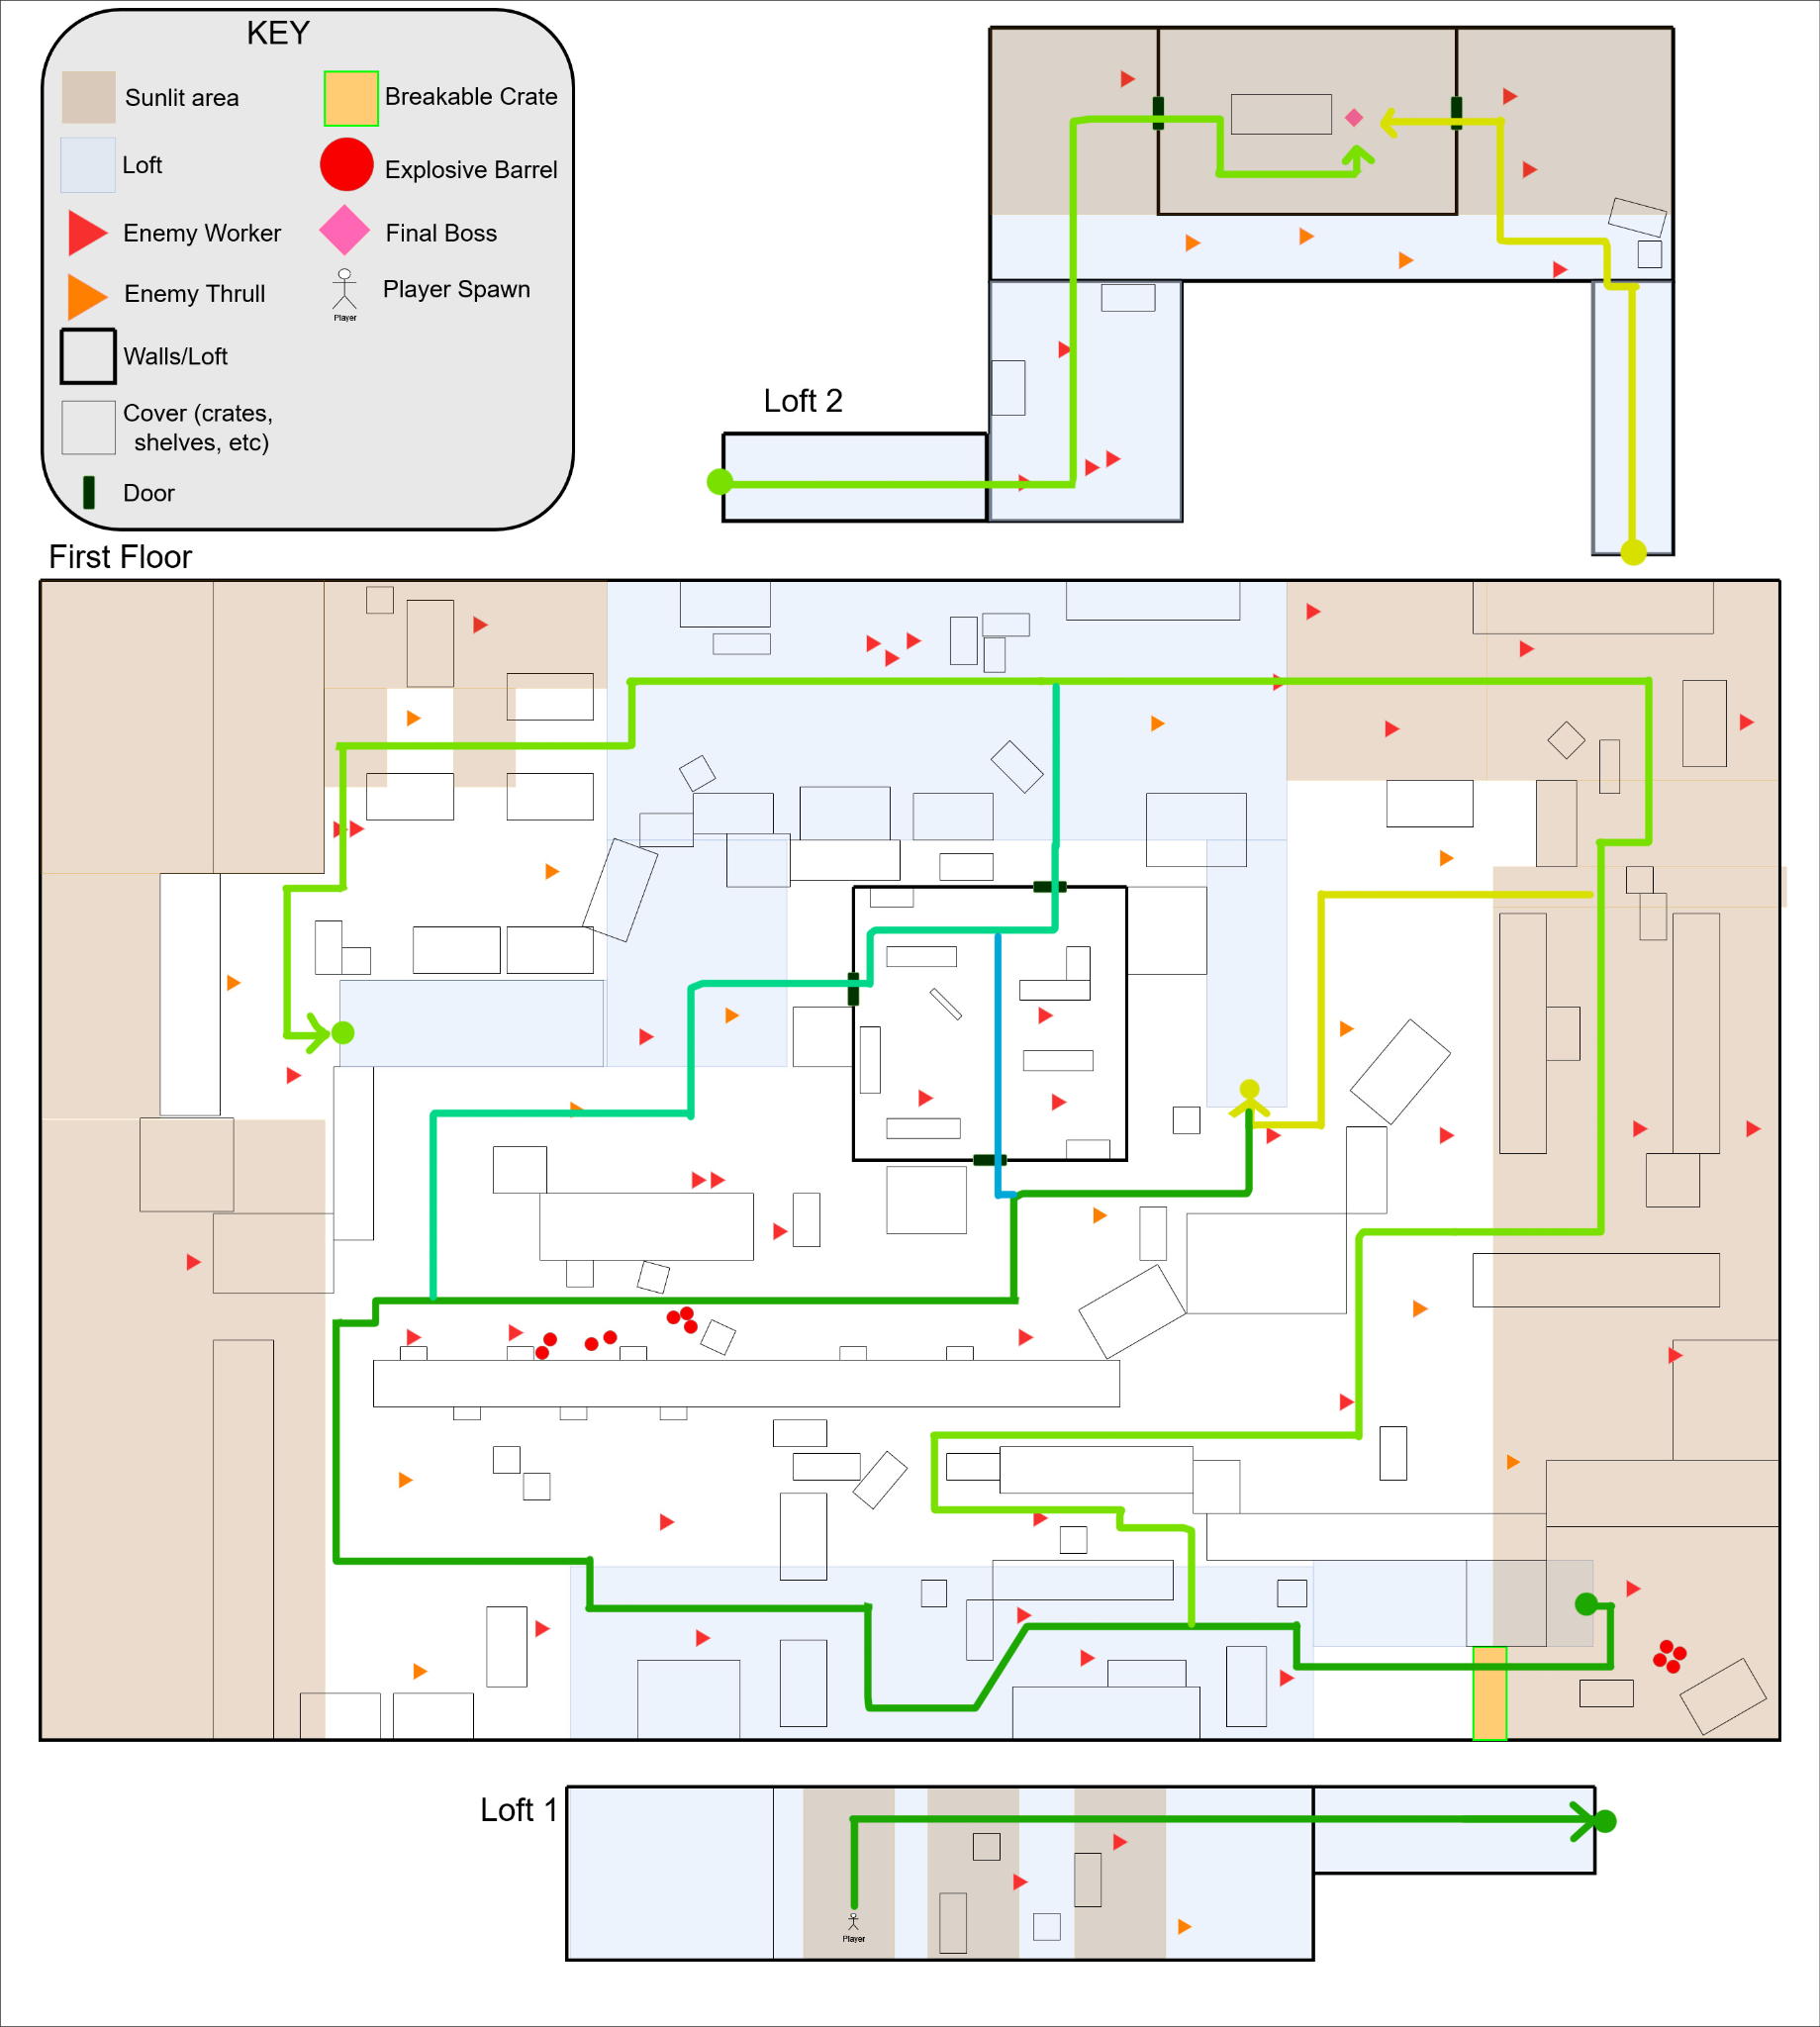 KEY
Sunlit area
Breakable Crate
Loft
Explosive Barrel
Enemy Worker
Final Boss
Enemy Thrull
Player Spawn
Player
Walls/Loft
Cover (crates,
shelves, etc)
Door
Loft 2
First Floor
Loft 1
Player